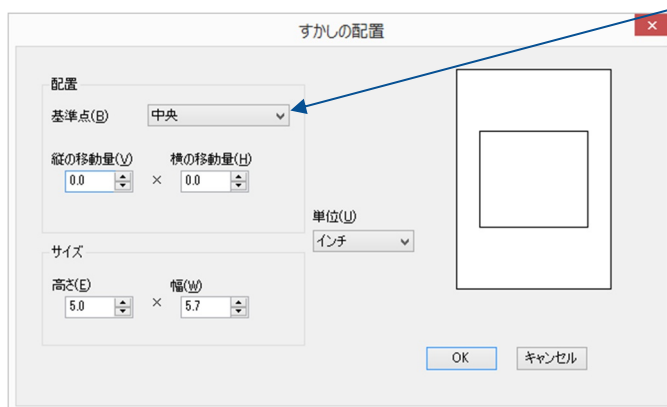 すかしの配置
配置
基準点(B) 中央
縦の移動量(V) 横の移動量(H)
0.0 × 0.0
単位(U)
インチ
サイズ
高さ(E) 幅(W)
5.0 × 5.7
OK キャンセル